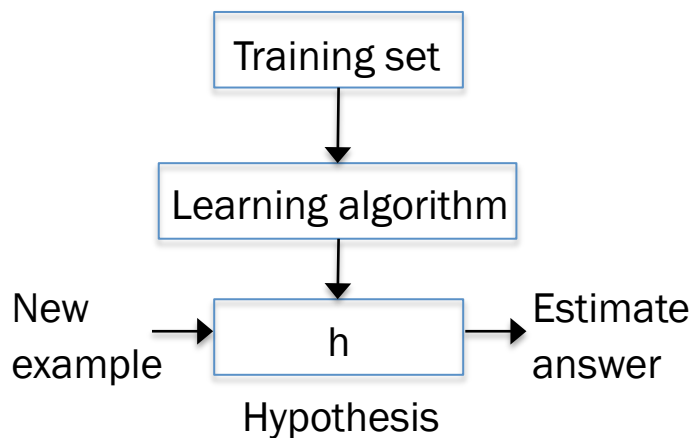 Training set
Learning algorithm
New
example
h
Estimate
answer
Hypothesis